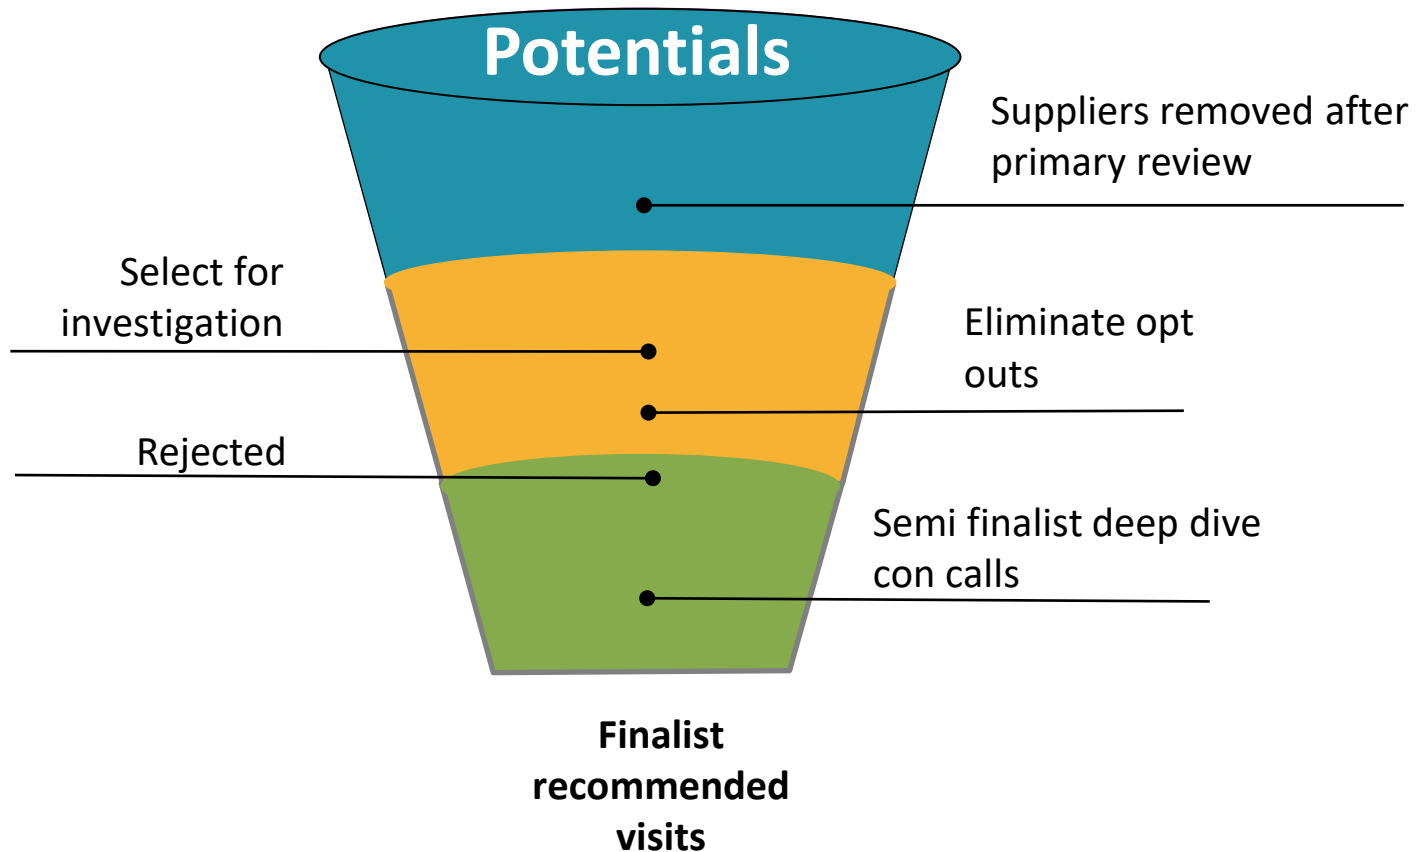 Potentials
Suppliers removed after
primary review
Select for
investigation
Eliminate opt
outs
Rejected
Semi finalist deep dive
con calls
Finalist
recommended
visits